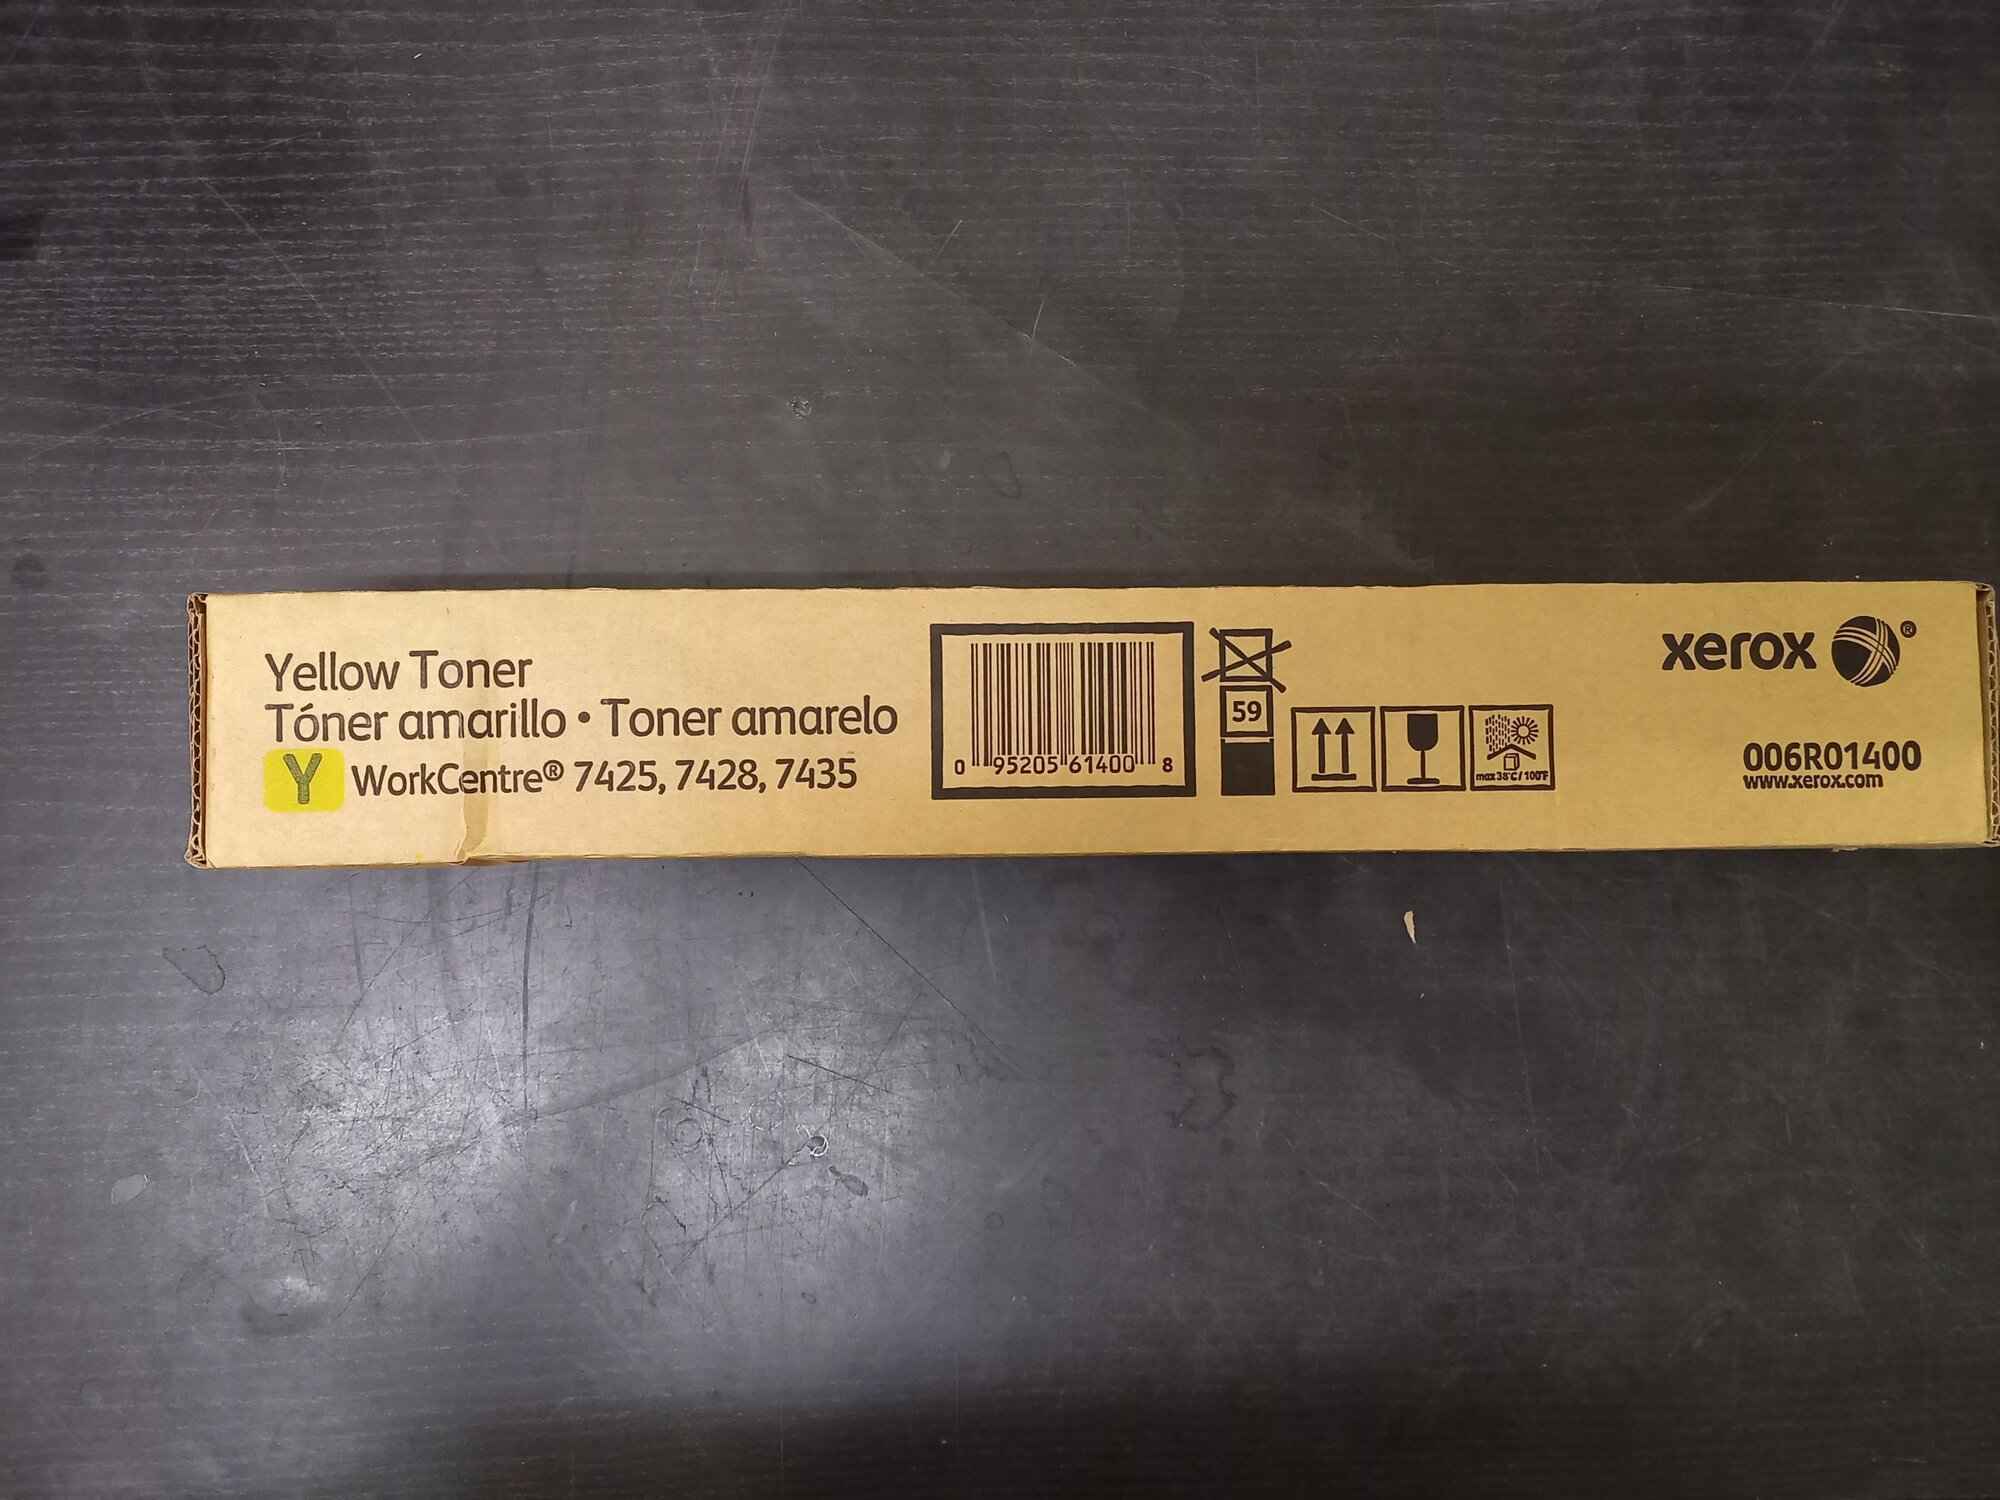 Yellow Toner
Tóner amarillo • Toner amarelo
Y WorkCentre® 7425, 7428, 7435
0 95205 61400 8
59
max 38°C / 100°F
xerox ®
006R01400
www.xerox.com